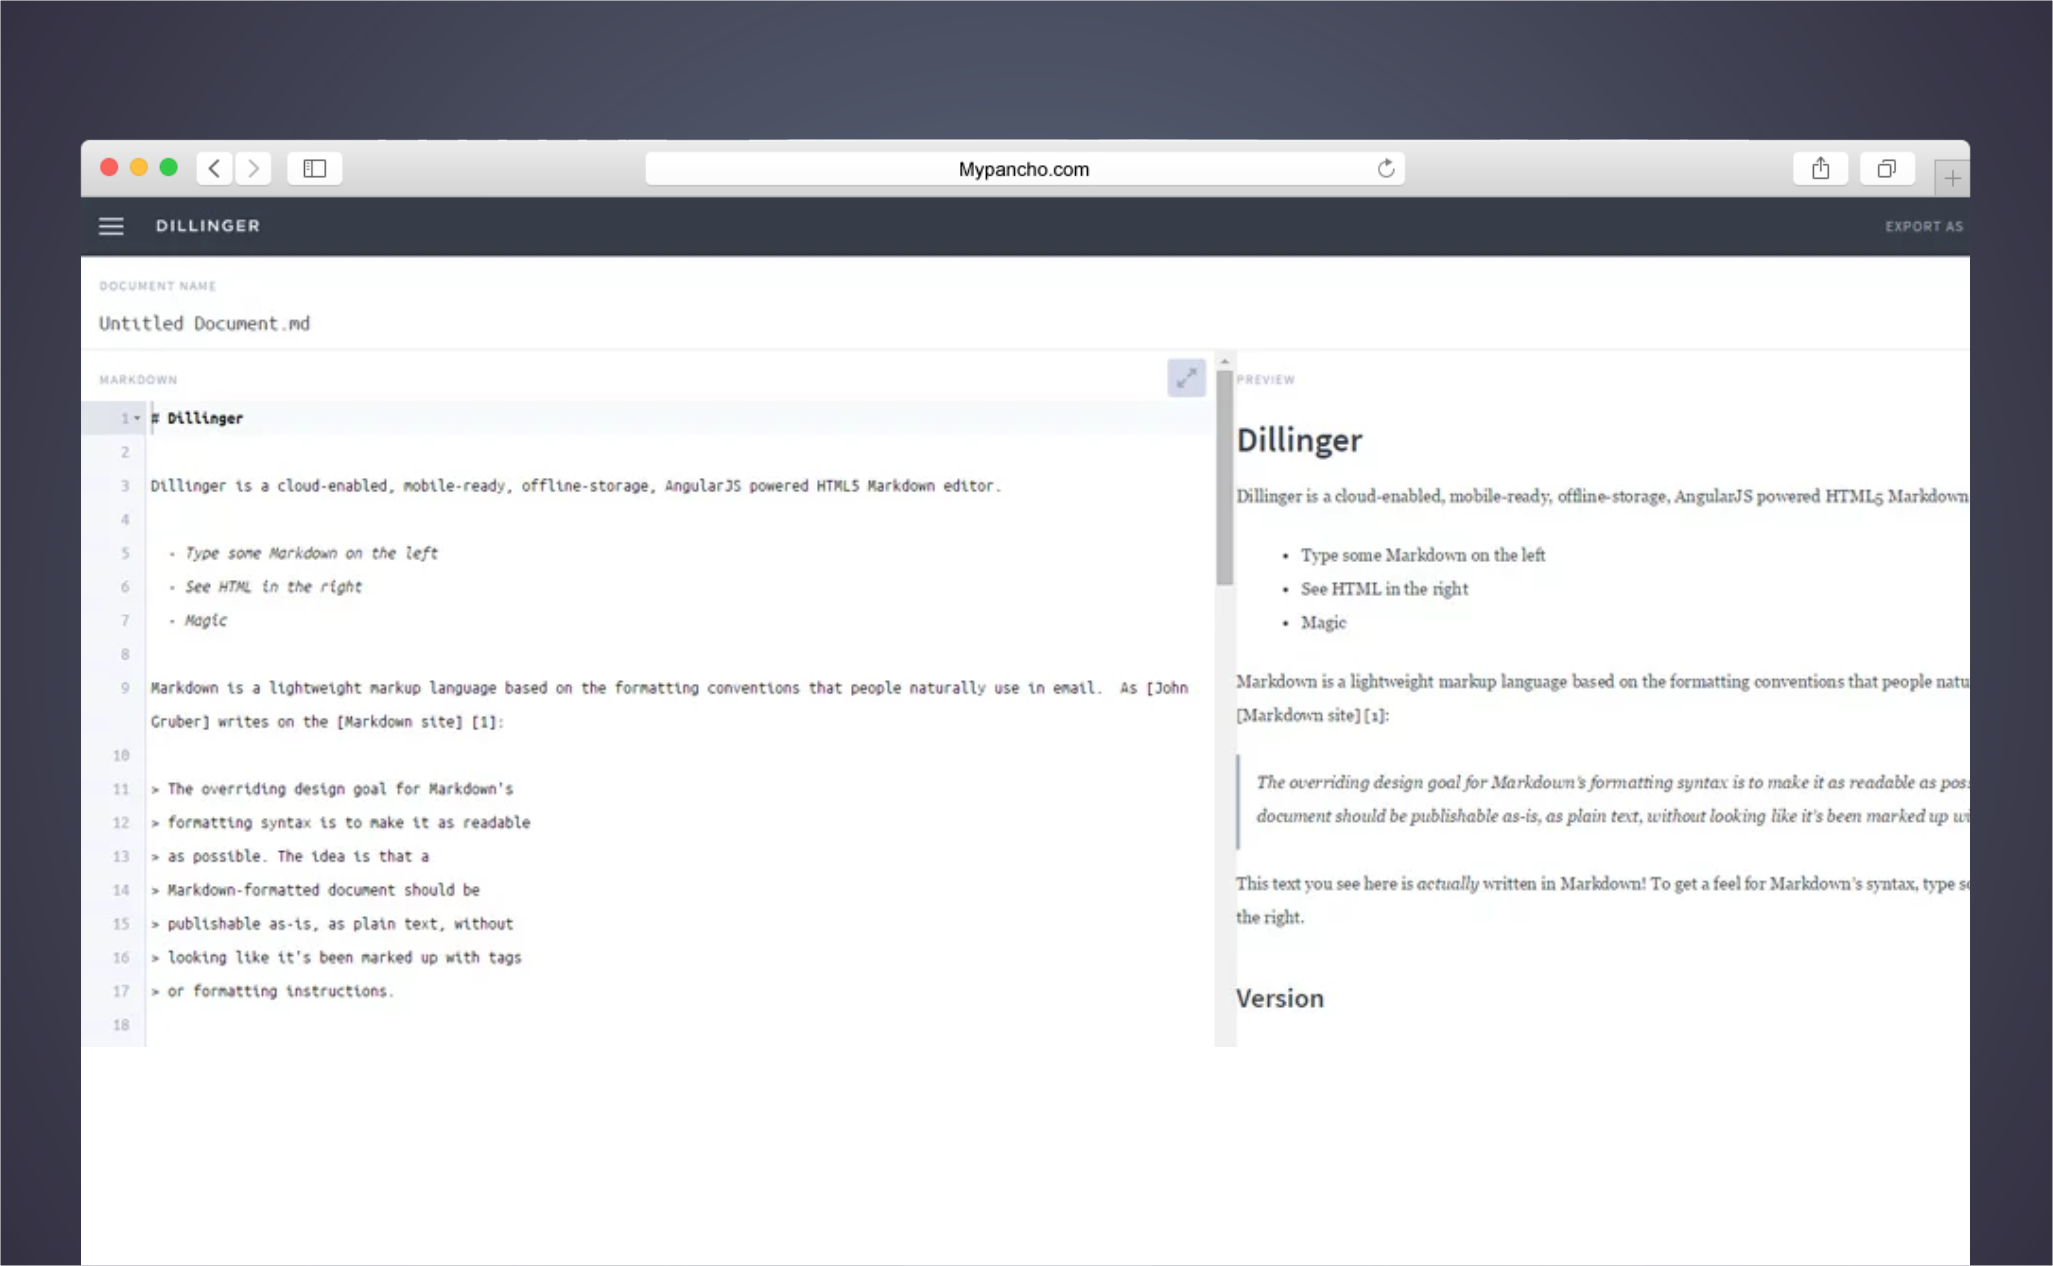 Mypancho.com
DILLINGER
EXPORT AS
DOCUMENT NAME
Untitled Document.md
MARKDOWN
1 # Dillinger
2
3 Dillinger is a cloud-enabled, mobile-ready, offline-storage, AngularJS powered HTML5 Markdown editor.
4
5 - Type some Markdown on the left
6 - See HTML in the right
7 - Magic
8
9 Markdown is a lightweight markup language based on the formatting conventions that people naturally use in email.  As [John
Gruber] writes on the [Markdown site] [1]:
10
11 > The overriding design goal for Markdown's
12 > formatting syntax is to make it as readable
13 > as possible. The idea is that a
14 > Markdown-formatted document should be
15 > publishable as-is, as plain text, without
16 > looking like it's been marked up with tags
17 > or formatting instructions.
18
PREVIEW
Dillinger
Dillinger is a cloud-enabled, mobile-ready, offline-storage, AngularJS powered HTML5 Markdown
• Type some Markdown on the left
• See HTML in the right
• Magic
Markdown is a lightweight markup language based on the formatting conventions that people natu
[Markdown site] [1]:
The overriding design goal for Markdown's formatting syntax is to make it as readable as pos
document should be publishable as-is, as plain text, without looking like it's been marked up wi
This text you see here is actually written in Markdown! To get a feel for Markdown's syntax, type so
the right.
Version